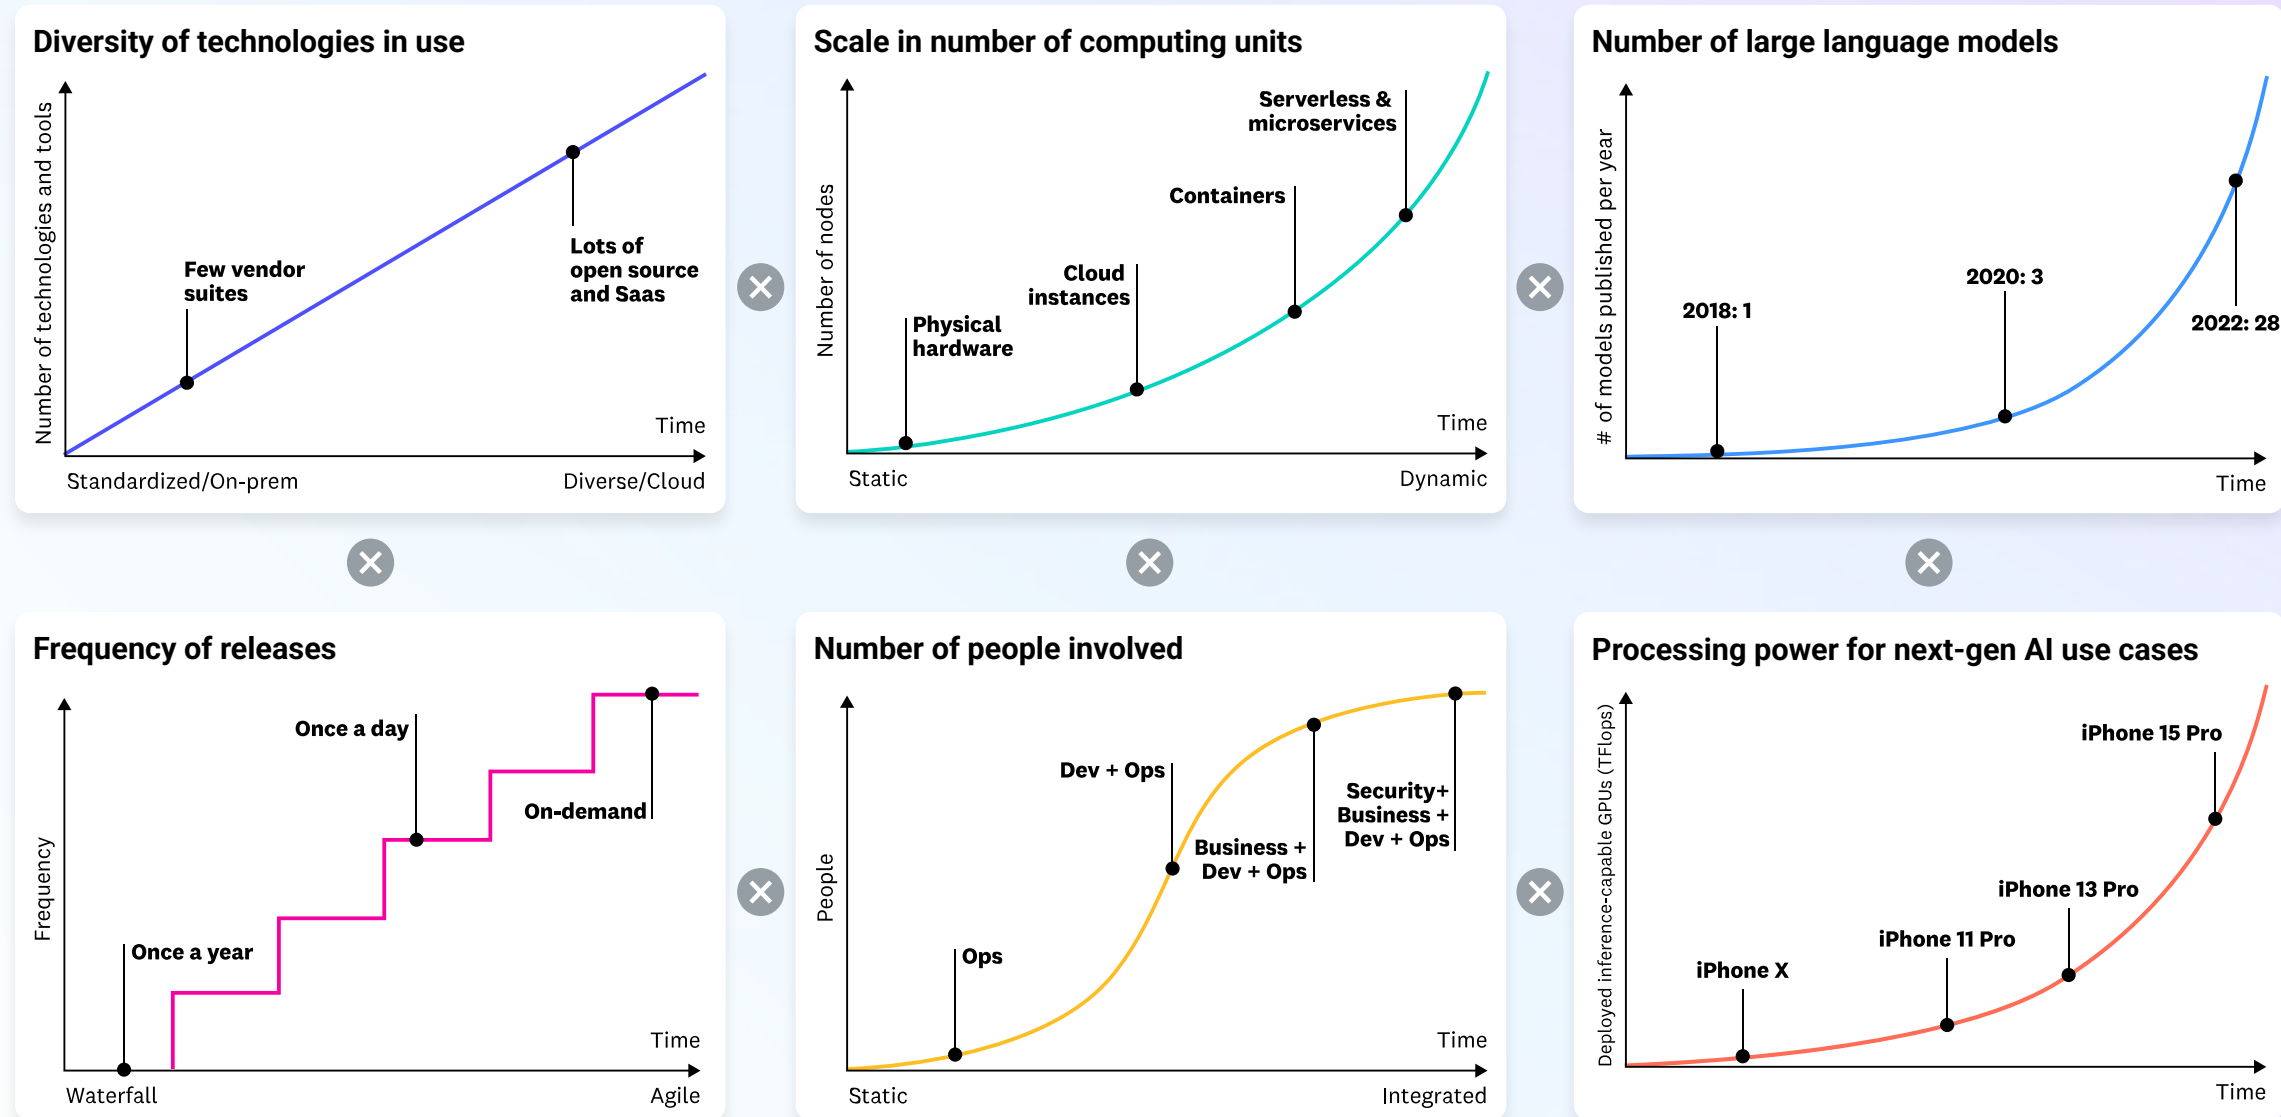 Diversity of technologies in use
Number of technologies and tools
Few vendor
suites
Lots of
open source
and Saas
Time
Standardized/On-prem
Diverse/Cloud
Scale in number of computing units
Number of nodes
Physical
hardware
Cloud
instances
Containers
Serverless &
microservices
Time
Static
Dynamic
Number of large language models
# of models published per year
2018: 1
2020: 3
2022: 28
Time
Frequency of releases
Frequency
Once a year
Once a day
On-demand
Time
Waterfall
Agile
Number of people involved
People
Ops
Dev + Ops
Business +
Dev + Ops
Security+
Business +
Dev + Ops
Time
Static
Integrated
Processing power for next-gen AI use cases
Deployed inference-capable GPUs (TFlops)
iPhone X
iPhone 11 Pro
iPhone 13 Pro
iPhone 15 Pro
Time